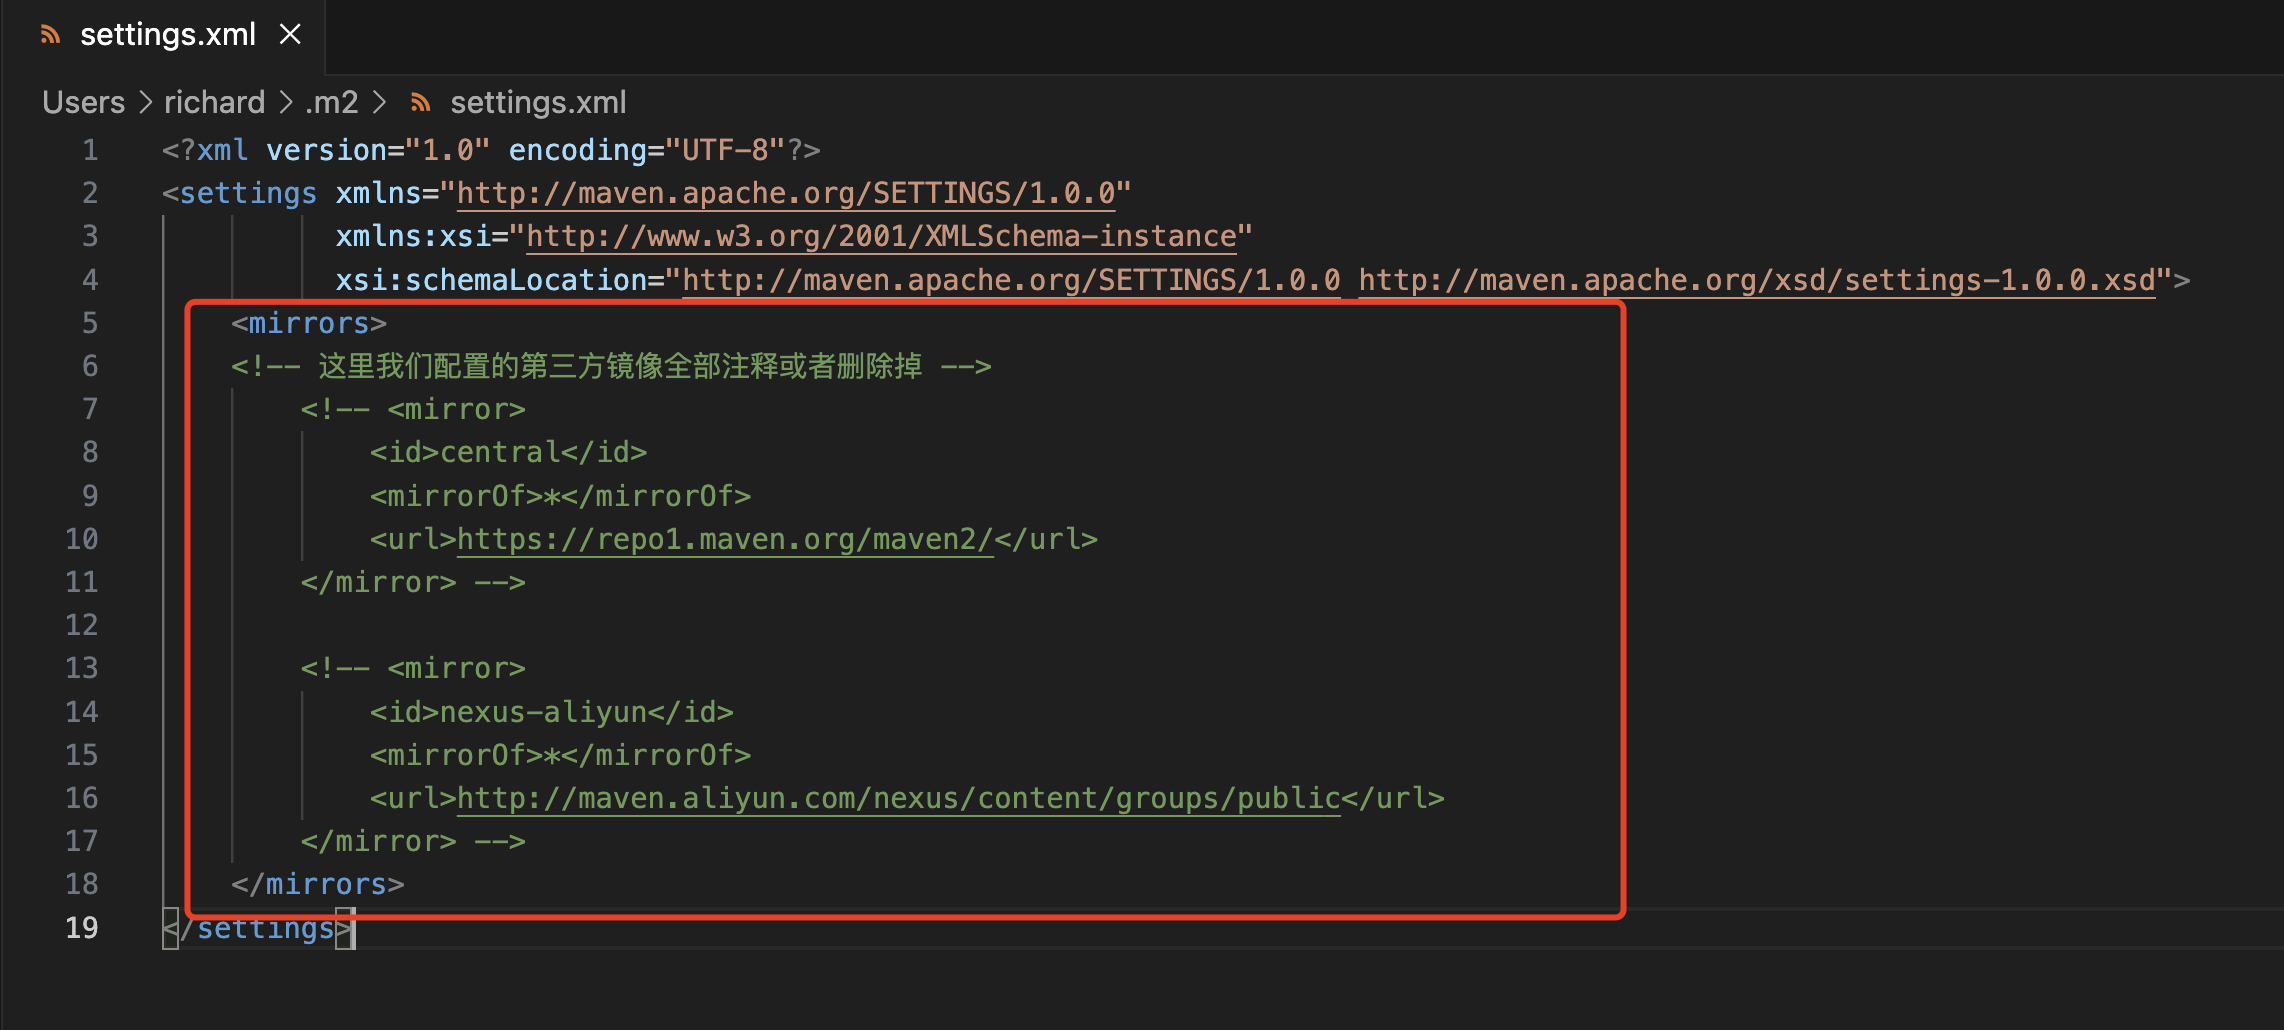 settings.xml
Users > richard > .m2 > settings.xml
1 <?xml version="1.0" encoding="UTF-8"?>
2 <settings xmlns="http://maven.apache.org/SETTINGS/1.0.0"
3 xmlns:xsi="http://www.w3.org/2001/XMLSchema-instance"
4 xsi:schemaLocation="http://maven.apache.org/SETTINGS/1.0.0 http://maven.apache.org/xsd/settings-1.0.0.xsd">
5 <mirrors>
6 <!-- 这里我们配置的第三方镜像全部注释或者删除掉 -->
7 <!-- <mirror>
8 <id>central</id>
9 <mirrorOf>*</mirrorOf>
10 <url>https://repo1.maven.org/maven2/</url>
11 </mirror> -->
12
13 <!-- <mirror>
14 <id>nexus-aliyun</id>
15 <mirrorOf>*</mirrorOf>
16 <url>http://maven.aliyun.com/nexus/content/groups/public</url>
17 </mirror> -->
18 </mirrors>
19 </settings>